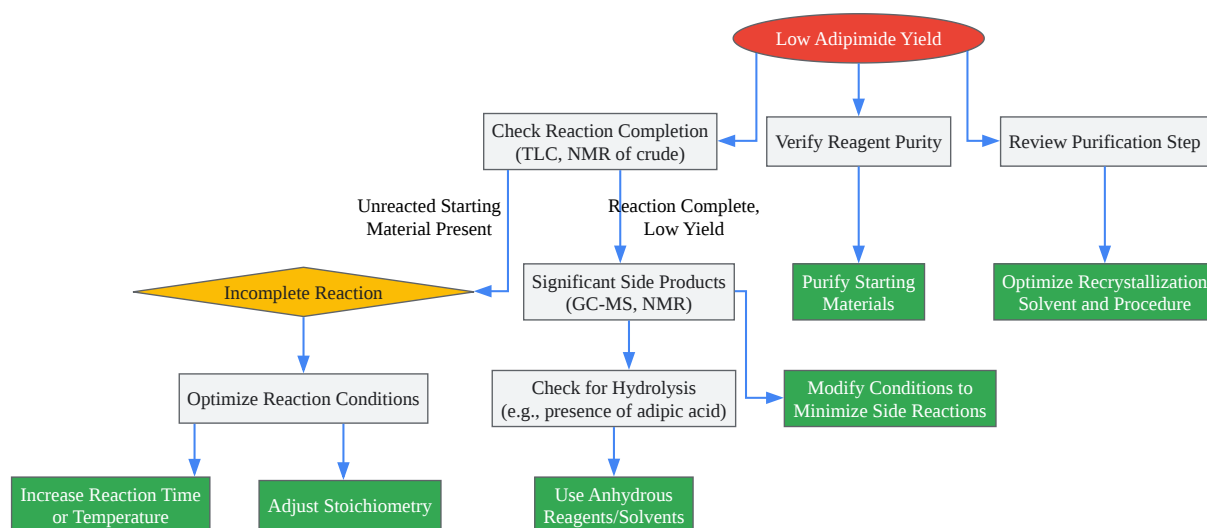 Low Adipimide Yield
Check Reaction Completion
(TLC, NMR of crude)
Verify Reagent Purity
Review Purification Step
Unreacted Starting
Material Present
Reaction Complete,
Low Yield
Incomplete Reaction
Significant Side Products
(GC-MS, NMR)
Purify Starting
Materials
Optimize Recrystallization
Solvent and Procedure
Optimize Reaction Conditions
Check for Hydrolysis
(e.g., presence of adipic acid)
Modify Conditions to
Minimize Side Reactions
Increase Reaction Time
or Temperature
Adjust Stoichiometry
Use Anhydrous
Reagents/Solvents